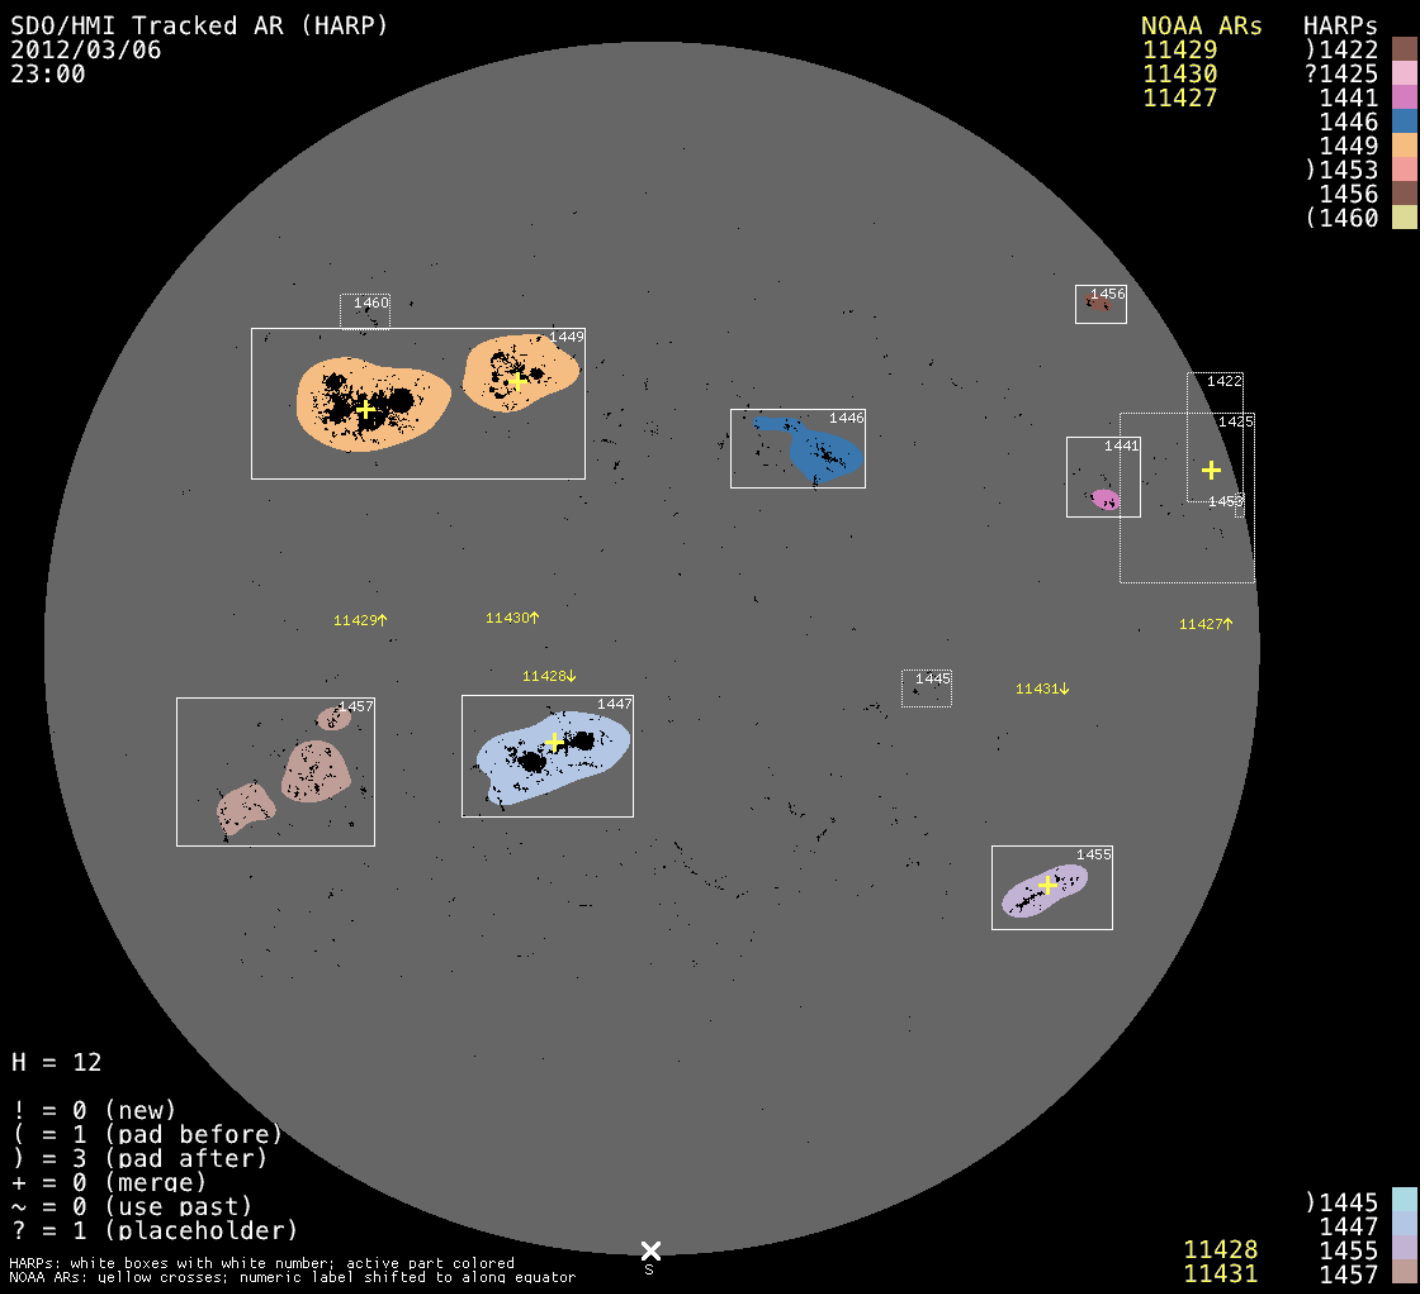 SDO/HMI Tracked AR (HARP)
2012/03/06
23:00
NOAA ARs
11429
11430
11427
HARPs
)1422
?1425
1441
1446
1449
)1453
1456
(1460
1460
1449
1456
1422
1446
1425
1441
1453
11429↑
11430↑
11427↑
11428↓
11431↓
1445
1457
1447
1455
H = 12
! = 0 (new)
( = 1 (pad before)
) = 3 (pad after)
+ = 0 (merge)
~ = 0 (use past)
? = 1 (placeholder)
HARPs: white boxes with white number; active part colored
NOAA ARs: yellow crosses; numeric label shifted to along equator
S
11428
11431
)1445
1447
1455
1457